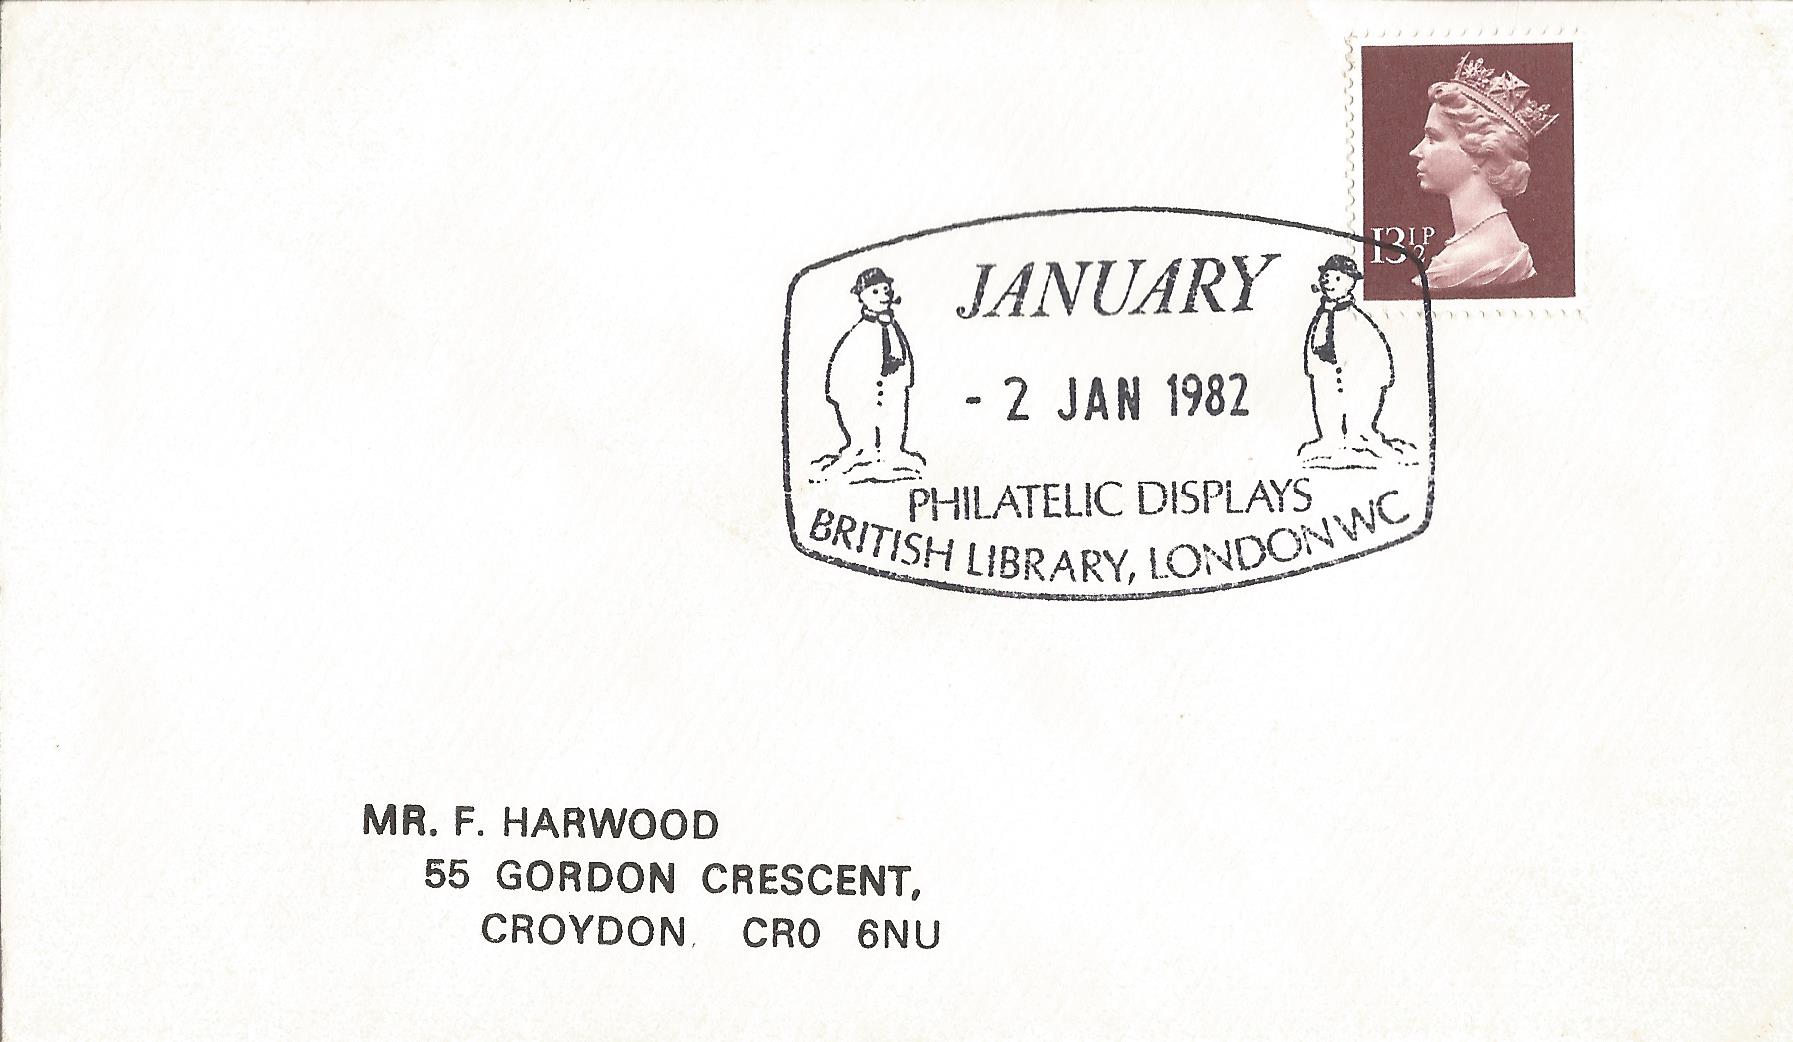 13½P
JANUARY
- 2 JAN 1982
PHILATELIC DISPLAYS
BRITISH LIBRARY, LONDON WC
MR. F. HARWOOD
55 GORDON CRESCENT,
CROYDON, CR0 6NU